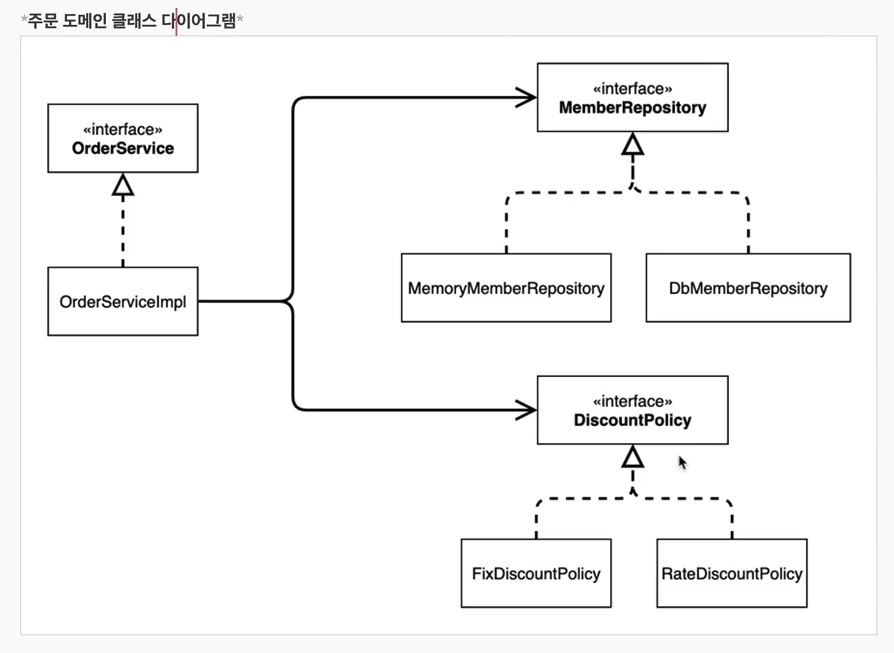 *주문 도메인 클래스 다이어그램*
«interface»
OrderService
OrderServiceImpl
«interface»
MemberRepository
MemoryMemberRepository
DbMemberRepository
«interface»
DiscountPolicy
FixDiscountPolicy
RateDiscountPolicy